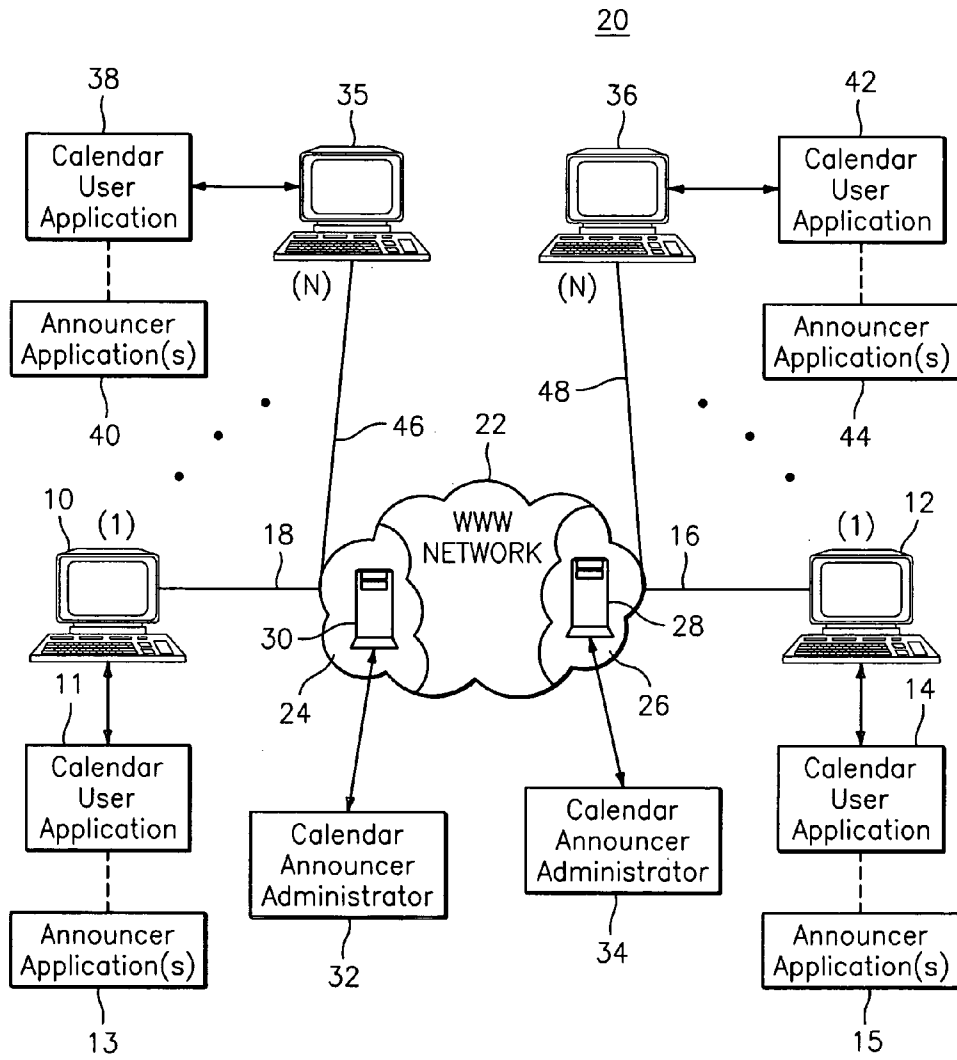 20
38
35
36
42
Calendar
User
Application
Calendar
User
Application
(N)
(N)
Announcer
Application(s)
Announcer
Application(s)
40
46
48
44
22
10
(1)
18
WWW
NETWORK
16
(1)
12
30
28
11
24
26
14
Calendar
User
Application
Calendar
Announcer
Administrator
Calendar
Announcer
Administrator
Calendar
User
Application
Announcer
Application(s)
32
34
Announcer
Application(s)
13
15